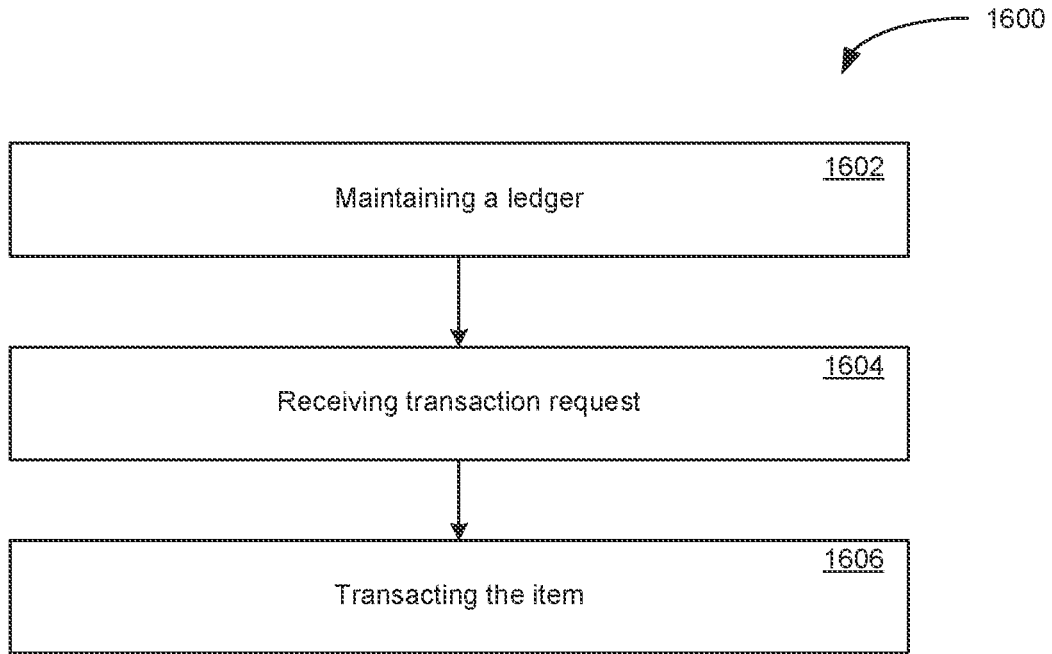 1600
1602
Maintaining a ledger
1604
Receiving transaction request
1606
Transacting the item